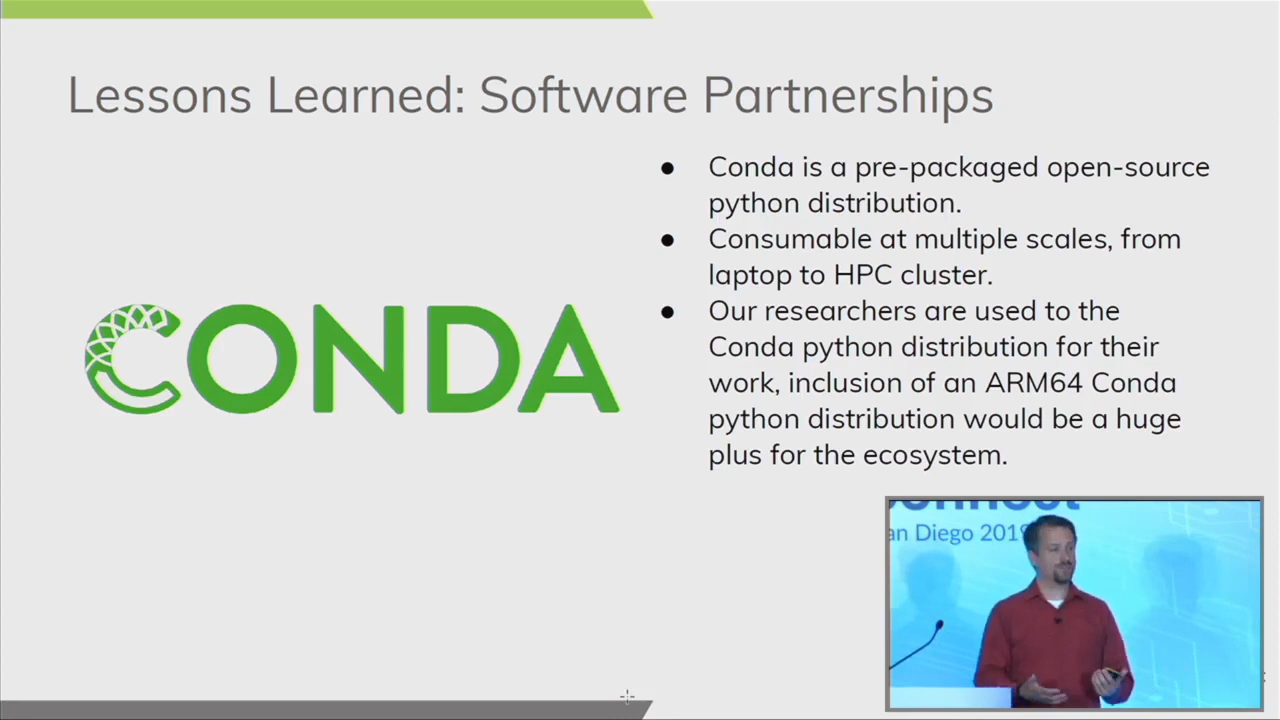 Lessons Learned: Software Partnerships
● Conda is a pre-packaged open-source
python distribution.
● Consumable at multiple scales, from
laptop to HPC cluster.
● Our researchers are used to the
Conda python distribution for their
work, inclusion of an ARM64 Conda
python distribution would be a huge
plus for the ecosystem.
CONDA
onnect
an Diego 2019